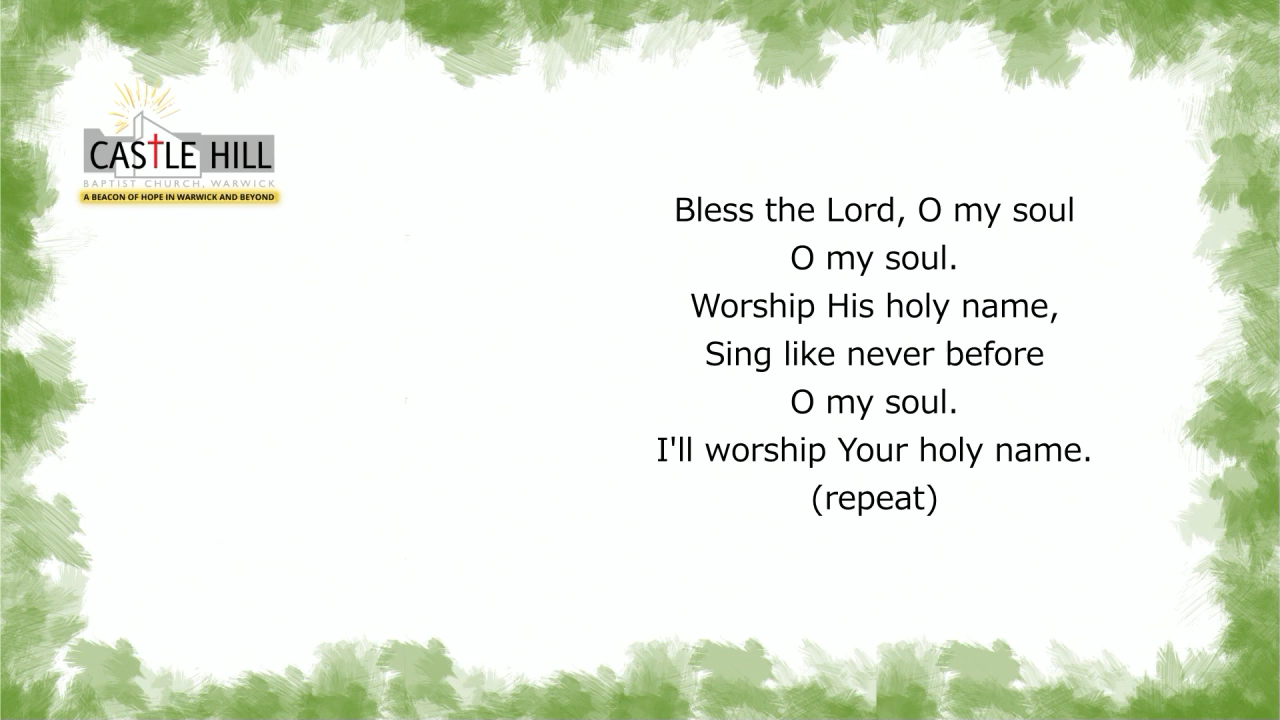 CASTLE HILL
BAPTIST CHURCH, WARWICK
A BEACON OF HOPE IN WARWICK AND BEYOND
Bless the Lord, O my soul
O my soul.
Worship His holy name,
Sing like never before
O my soul.
I'll worship Your holy name.
(repeat)